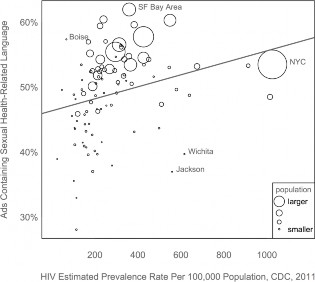 Ads Containing Sexual Health-Related Language
60%
50%
40%
30%
SF Bay Area
Boise
NYC
Wichita
Jackson
population
larger
smaller
200
400
600
800
1000
HIV Estimated Prevalence Rate Per 100,000 Population, CDC, 2011